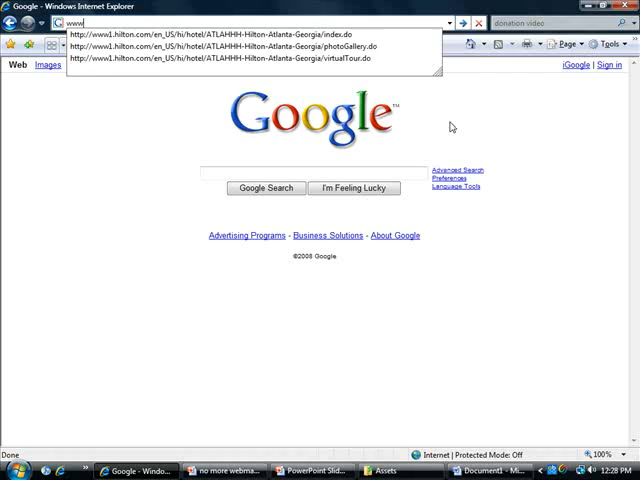 Google - Windows Internet Explorer
www
donation video
http://www1.hilton.com/en_US/hi/hotel/ATLAHHH-Hilton-Atlanta-Georgia/index.do
http://www1.hilton.com/en_US/hi/hotel/ATLAHHH-Hilton-Atlanta-Georgia/photoGallery.do
http://www1.hilton.com/en_US/hi/hotel/ATLAHHH-Hilton-Atlanta-Georgia/virtualTour.do
Page Tools
Web Images
iGoogle | Sign in
Google™
Advanced Search
Preferences
Language Tools
Google Search I'm Feeling Lucky
Advertising Programs - Business Solutions - About Google
©2008 Google
Done Internet | Protected Mode: Off 100%
Google - Windo... no more webma... PowerPoint Slid... Assets Document1 - Mi... 12:28 PM